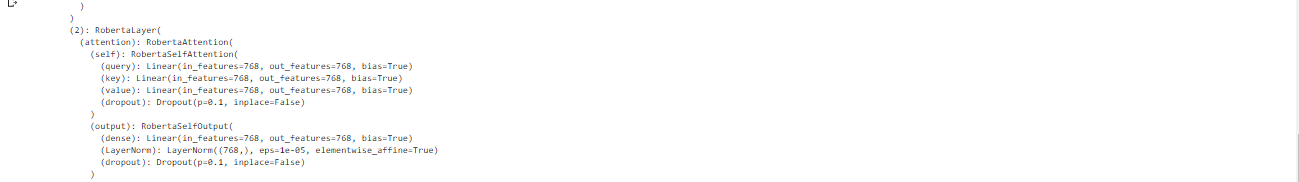 )
)
(2): RobertaLayer(
(attention): RobertaAttention(
(self): RobertaSelfAttention(
(query): Linear(in_features=768, out_features=768, bias=True)
(key): Linear(in_features=768, out_features=768, bias=True)
(value): Linear(in_features=768, out_features=768, bias=True)
(dropout): Dropout(p=0.1, inplace=False)
)
(output): RobertaSelfOutput(
(dense): Linear(in_features=768, out_features=768, bias=True)
(LayerNorm): LayerNorm((768,), eps=1e-05, elementwise_affine=True)
(dropout): Dropout(p=0.1, inplace=False)
)